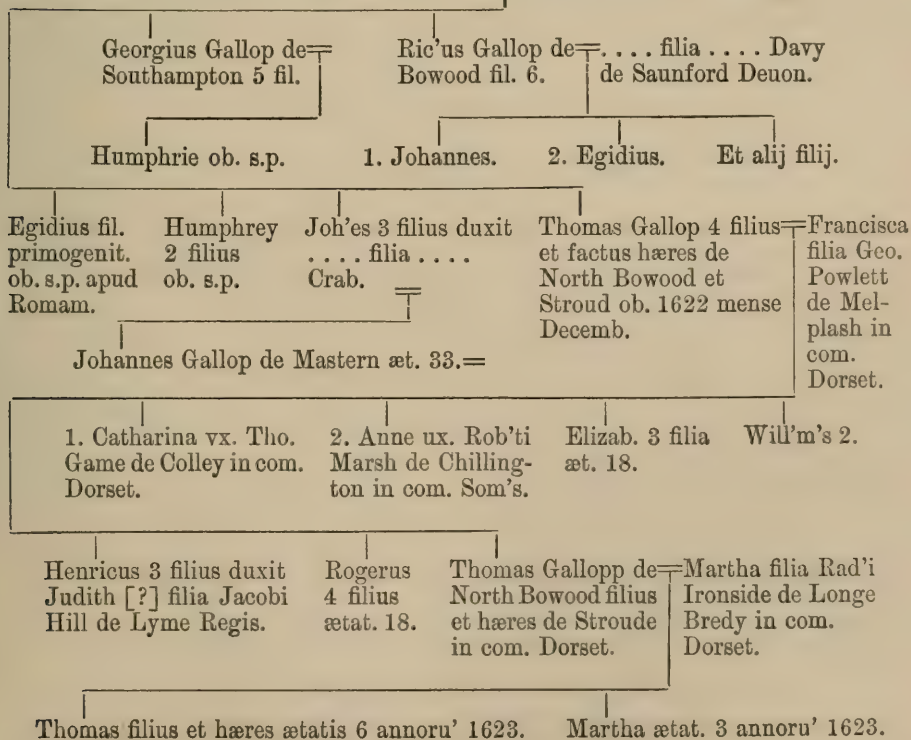 Georgius Gallop de
Southampton 5 fil.
Ric'us Gallop de
Bowood fil. 6.
. . . . filia . . . . Davy
de Saunford Deuon.
Humphrie ob. s.p.
1. Johannes.
2. Egidius.
Et alij filij.
Egidius fil.
primogenit.
ob. s.p. apud
Romam.
Humphrey
2 filius
ob. s.p.
Joh'es 3 filius duxit
. . . . filia . . . .
Crab.
Thomas Gallop 4 filius
et factus hæres de
North Bowood et
Stroud ob. 1622 mense
Decemb.
Francisca
filia Geo.
Powlett
de Mel-
plash in
com.
Dorset.
Johannes Gallop de Mastern æt. 33.=
1. Catharina vx. Tho.
Game de Colley in com.
Dorset.
2. Anne ux. Rob'ti
Marsh de Chilling-
ton in com. Som's.
Elizab. 3 filia
æt. 18.
Will'm's 2.
Henricus 3 filius duxit
Judith [?] filia Jacobi
Hill de Lyme Regis.
Rogerus
4 filius
ætat. 18.
Thomas Gallopp de
North Bowood filius
et hæres de Stroude
in com. Dorset.
Martha filia Rad'i
Ironside de Longe
Bredy in com.
Dorset.
Thomas filius et hæres ætatis 6 annoru' 1623.
Martha ætat. 3 annoru' 1623.